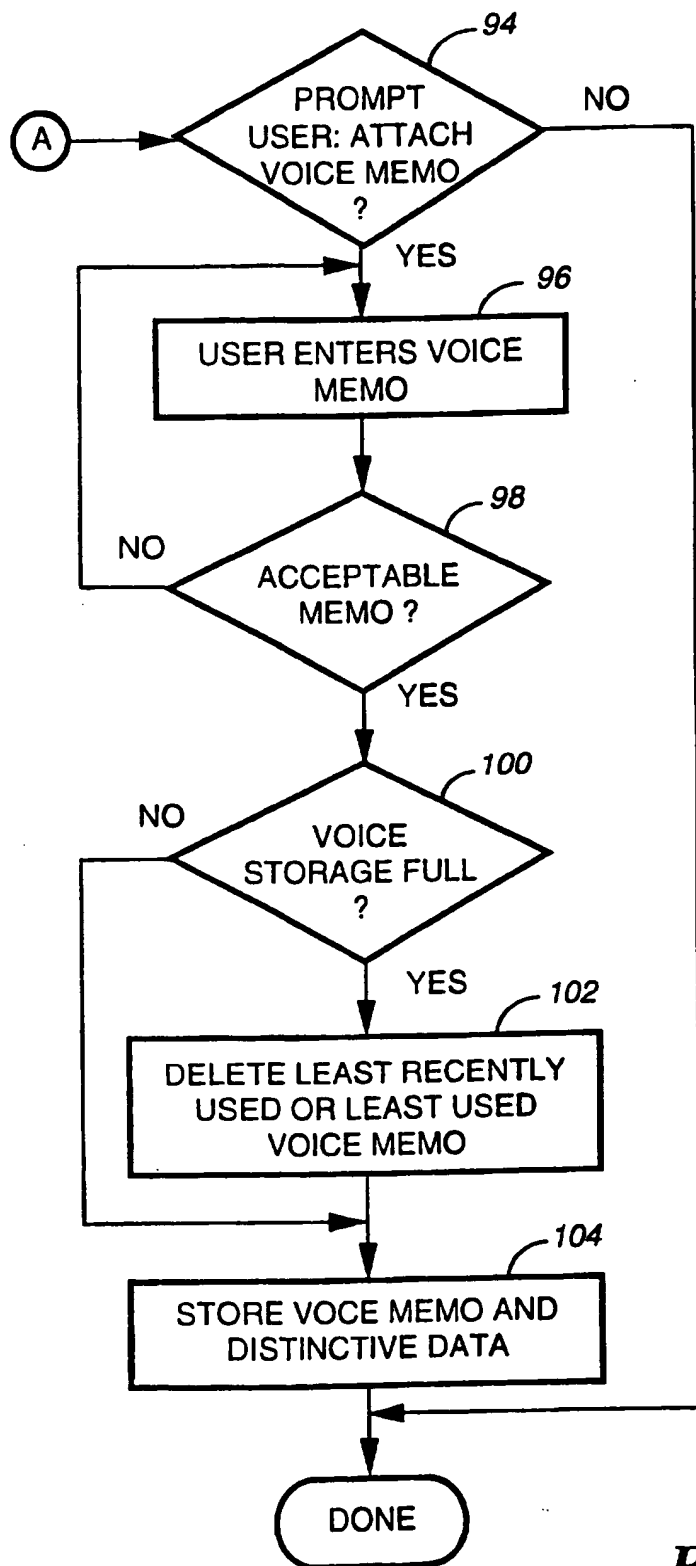 94
PROMPT
USER: ATTACH
VOICE MEMO
?
NO
A
YES
96
USER ENTERS VOICE
MEMO
98
NO
ACCEPTABLE
MEMO ?
YES
100
NO
VOICE
STORAGE FULL
?
YES
102
DELETE LEAST RECENTLY
USED OR LEAST USED
VOICE MEMO
104
STORE VOCE MEMO AND
DISTINCTIVE DATA
DONE